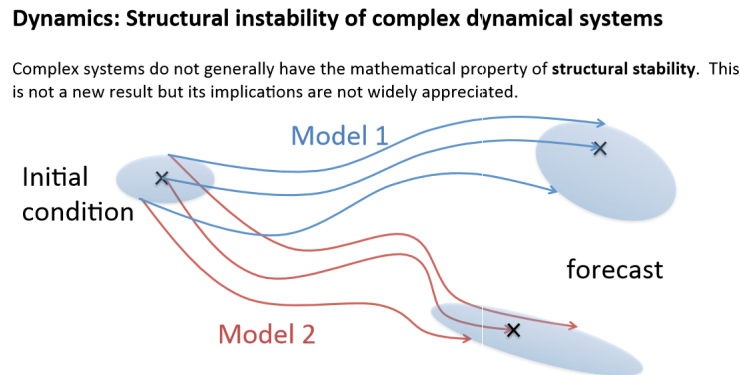 Dynamics: Structural instability of complex dynamical systems
Complex systems do not generally have the mathematical property of structural stability. This
is not a new result but its implications are not widely appreciated.
Model 1
Initial
condition
forecast
Model 2